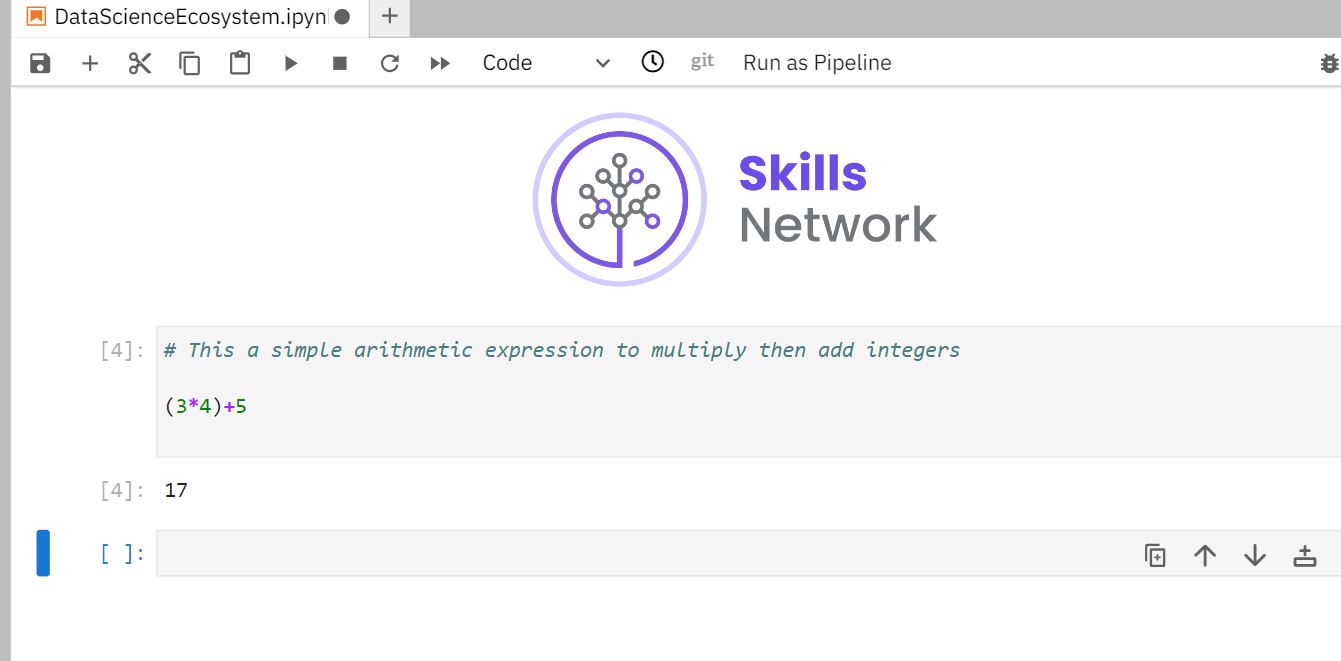 DataScienceEcosystem.ipyn
Code git Run as Pipeline
Skills
Network
[4]: # This a simple arithmetic expression to multiply then add integers
(3*4)+5
[4]: 17
[ ]: